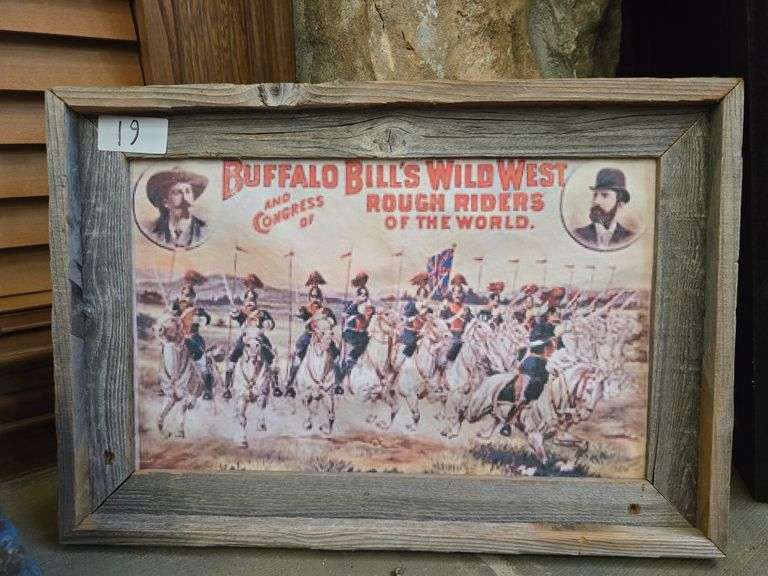 19
BUFFALO BILL'S WILD WEST
AND CONGRESS OF
ROUGH RIDERS
OF THE WORLD.